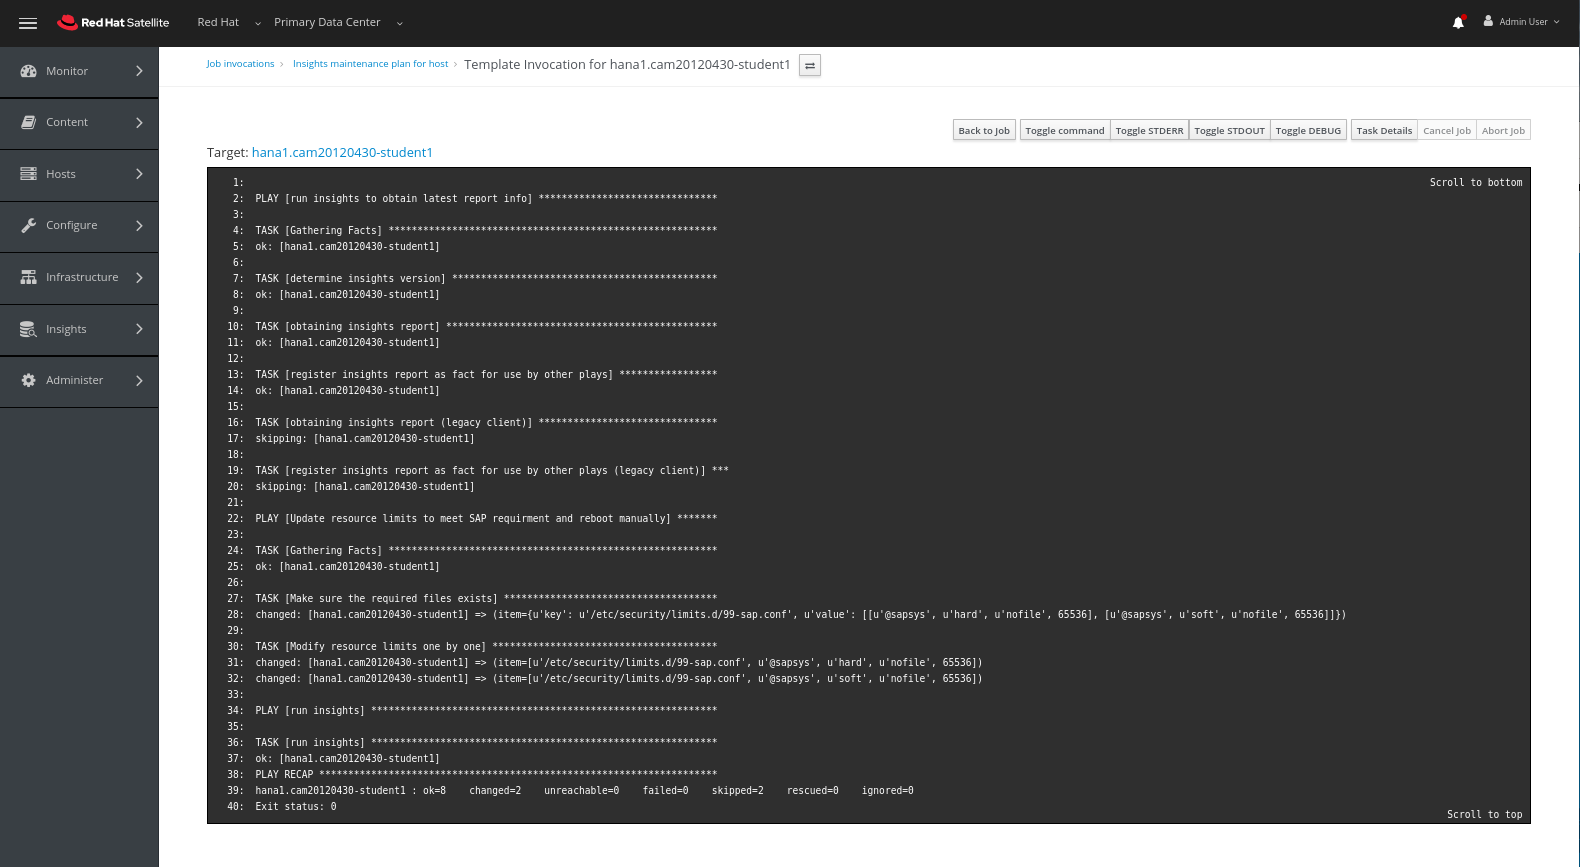 Red Hat Satellite Red Hat Primary Data Center Admin User
Monitor
Content
Hosts
Configure
Infrastructure
Insights
Administer
Job invocations › Insights maintenance plan for host › Template Invocation for hana1.cam20120430-student1
Back to Job Toggle command Toggle STDERR Toggle STDOUT Toggle DEBUG Task Details Cancel Job Abort Job
Target: hana1.cam20120430-student1
Scroll to bottom
1:
2: PLAY [run insights to obtain latest report info] *******************************
3:
4: TASK [Gathering Facts] *********************************************************
5: ok: [hana1.cam20120430-student1]
6:
7: TASK [determine insights version] **********************************************
8: ok: [hana1.cam20120430-student1]
9:
10: TASK [obtaining insights report] ***********************************************
11: ok: [hana1.cam20120430-student1]
12:
13: TASK [register insights report as fact for use by other plays] *****************
14: ok: [hana1.cam20120430-student1]
15:
16: TASK [obtaining insights report (legacy client)] *******************************
17: skipping: [hana1.cam20120430-student1]
18:
19: TASK [register insights report as fact for use by other plays (legacy client)] ***
20: skipping: [hana1.cam20120430-student1]
21:
22: PLAY [Update resource limits to meet SAP requirment and reboot manually] *******
23:
24: TASK [Gathering Facts] *********************************************************
25: ok: [hana1.cam20120430-student1]
26:
27: TASK [Make sure the required files exists] *************************************
28: changed: [hana1.cam20120430-student1] => (item={u'key': u'/etc/security/limits.d/99-sap.conf', u'value': [[u'@sapsys', u'hard', u'nofile', 65536], [u'@sapsys', u'soft', u'nofile', 65536]]})
29:
30: TASK [Modify resource limits one by one] ***************************************
31: changed: [hana1.cam20120430-student1] => (item=[u'/etc/security/limits.d/99-sap.conf', u'@sapsys', u'hard', u'nofile', 65536])
32: changed: [hana1.cam20120430-student1] => (item=[u'/etc/security/limits.d/99-sap.conf', u'@sapsys', u'soft', u'nofile', 65536])
33:
34: PLAY [run insights] ************************************************************
35:
36: TASK [run insights] ************************************************************
37: ok: [hana1.cam20120430-student1]
38: PLAY RECAP *********************************************************************
39: hana1.cam20120430-student1 : ok=8 changed=2 unreachable=0 failed=0 skipped=2 rescued=0 ignored=0
40: Exit status: 0
Scroll to top